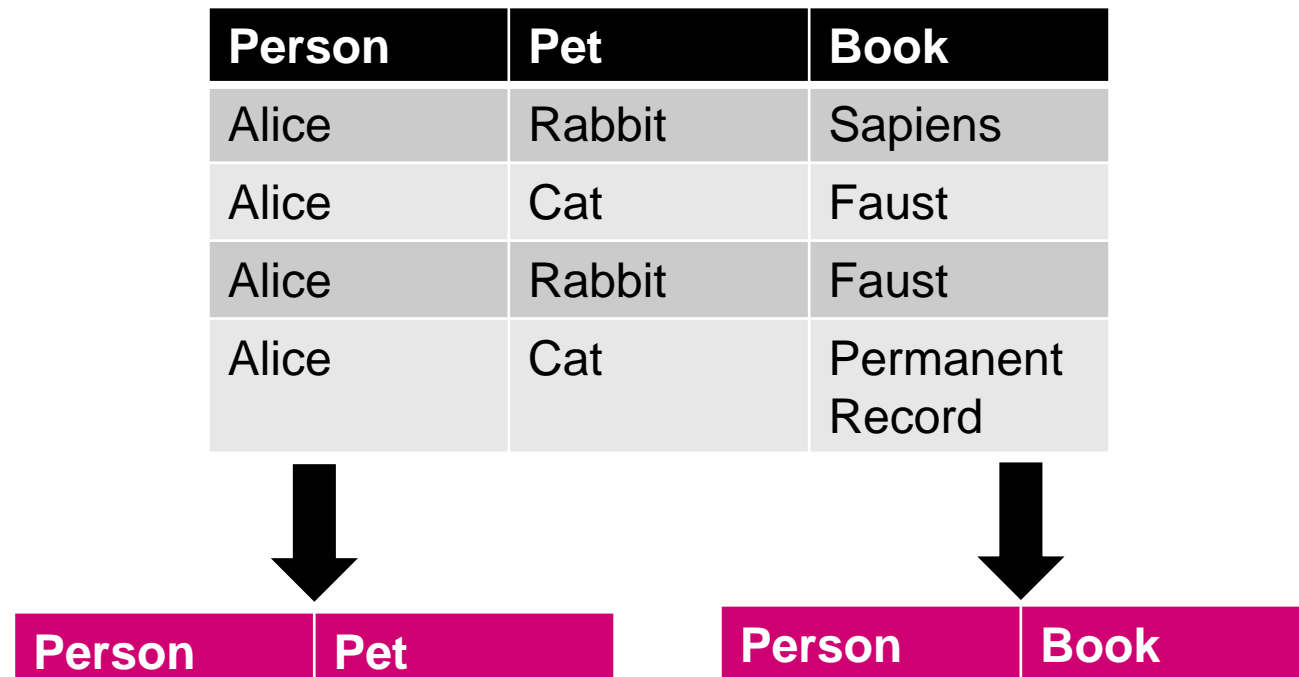 Person Pet Book
Alice Rabbit Sapiens
Alice Cat Faust
Alice Rabbit Faust
Alice Cat Permanent
Record
Person Pet Person Book